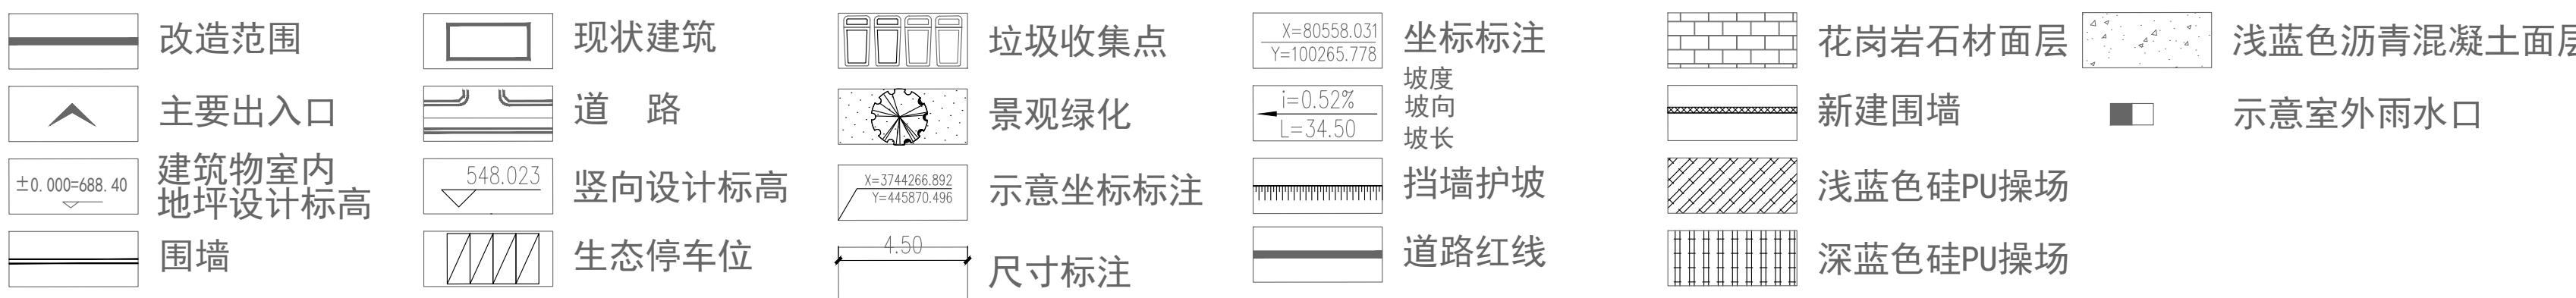 改造范围
现状建筑
垃圾收集点
X=80558.031
Y=100265.778
坐标标注
花岗岩石材面层
浅蓝色沥青混凝土面层
主要出入口
道 路
景观绿化
i=0.52%
L=34.50
坡度
坡向
坡长
新建围墙
示意室外雨水口
±0.000=688.40
建筑物室内
地坪设计标高
548.023
竖向设计标高
X=3744266.892
Y=445870.496
示意坐标标注
挡墙护坡
浅蓝色硅PU操场
围墙
生态停车位
4.50
尺寸标注
道路红线
深蓝色硅PU操场